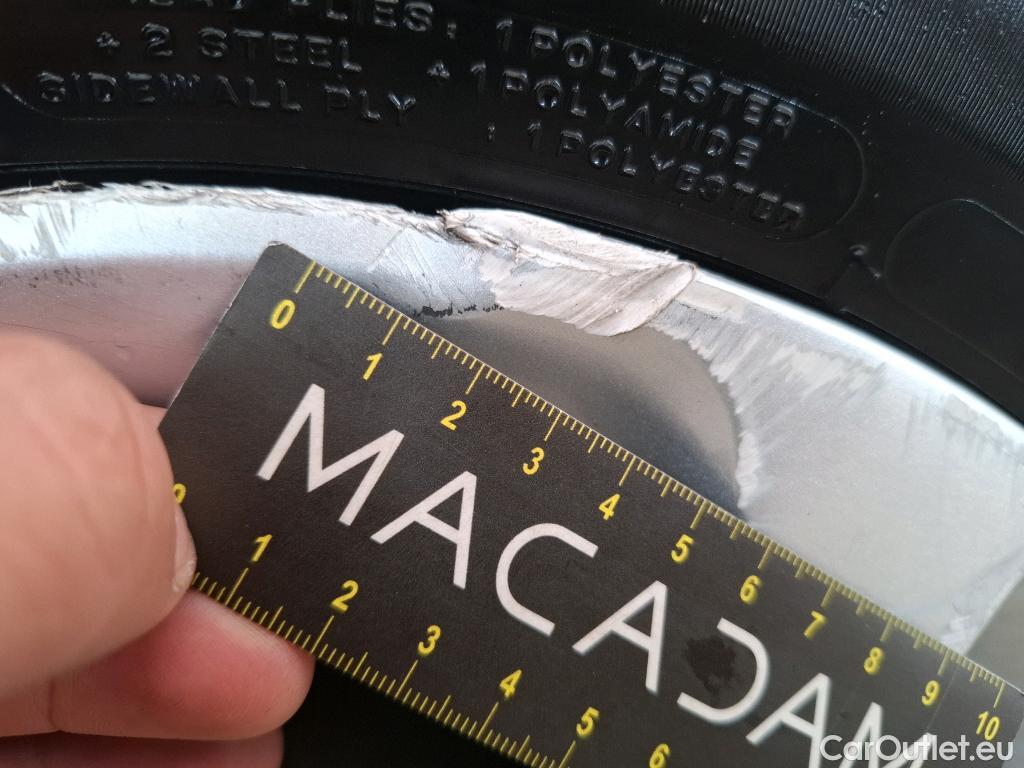 PLIES: 1 POLYESTER
+ 2 STEEL + 1 POLYAMIDE
SIDEWALL PLY : 1 POLYESTER
0 1 2 3 4 5 6 7 8 9 10
MACADAM
1 2 3 4 5 6
CarOutlet.eu